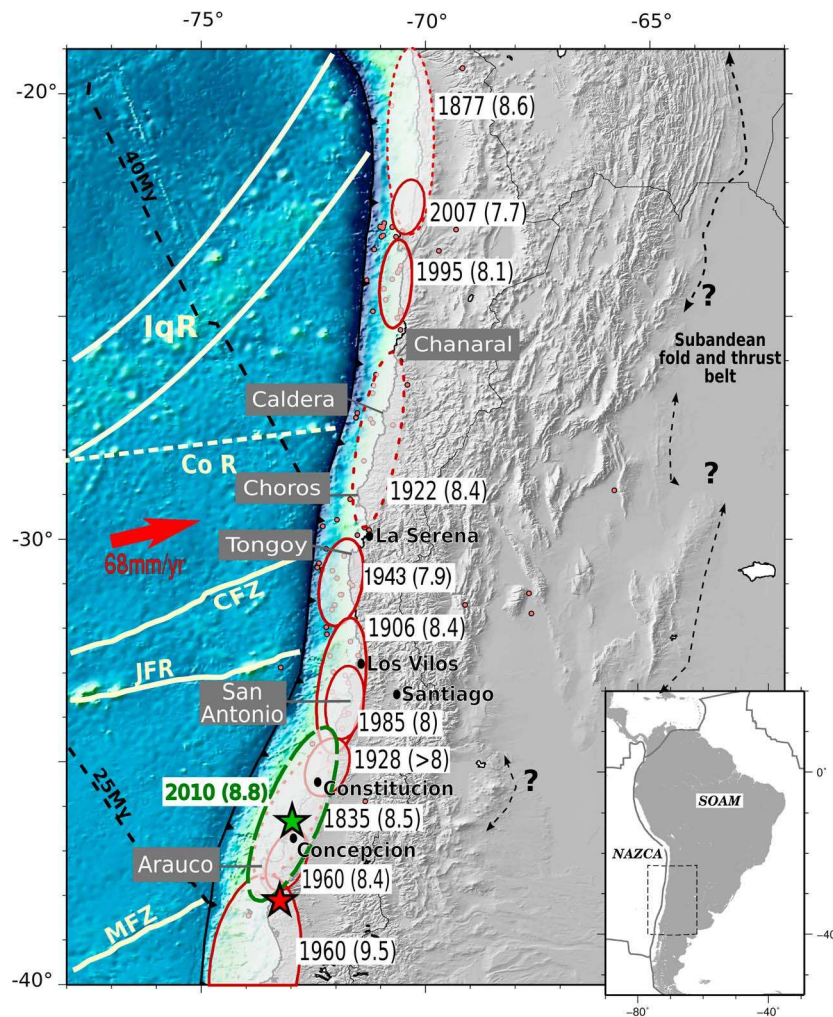 -75°
-70°
-65°
-20°
1877 (8.6)
40My
2007 (7.7)
1995 (8.1)
?
IqR
Chanaral
Subandean
fold and thrust
belt
Caldera
Co R
?
Choros
1922 (8.4)
-30°
La Serena
Tongoy
68mm/yr
1943 (7.9)
CFZ
1906 (8.4)
JFR
Los Vilos
San
Antonio
Santiago
1985 (8)
1928 (>8)
25My
2010 (8.8)
Constitucion
?
1835 (8.5)
Concepcion
Arauco
1960 (8.4)
MFZ
1960 (9.5)
-40°
0°
SOAM
NAZCA
-40
-80°
-40°